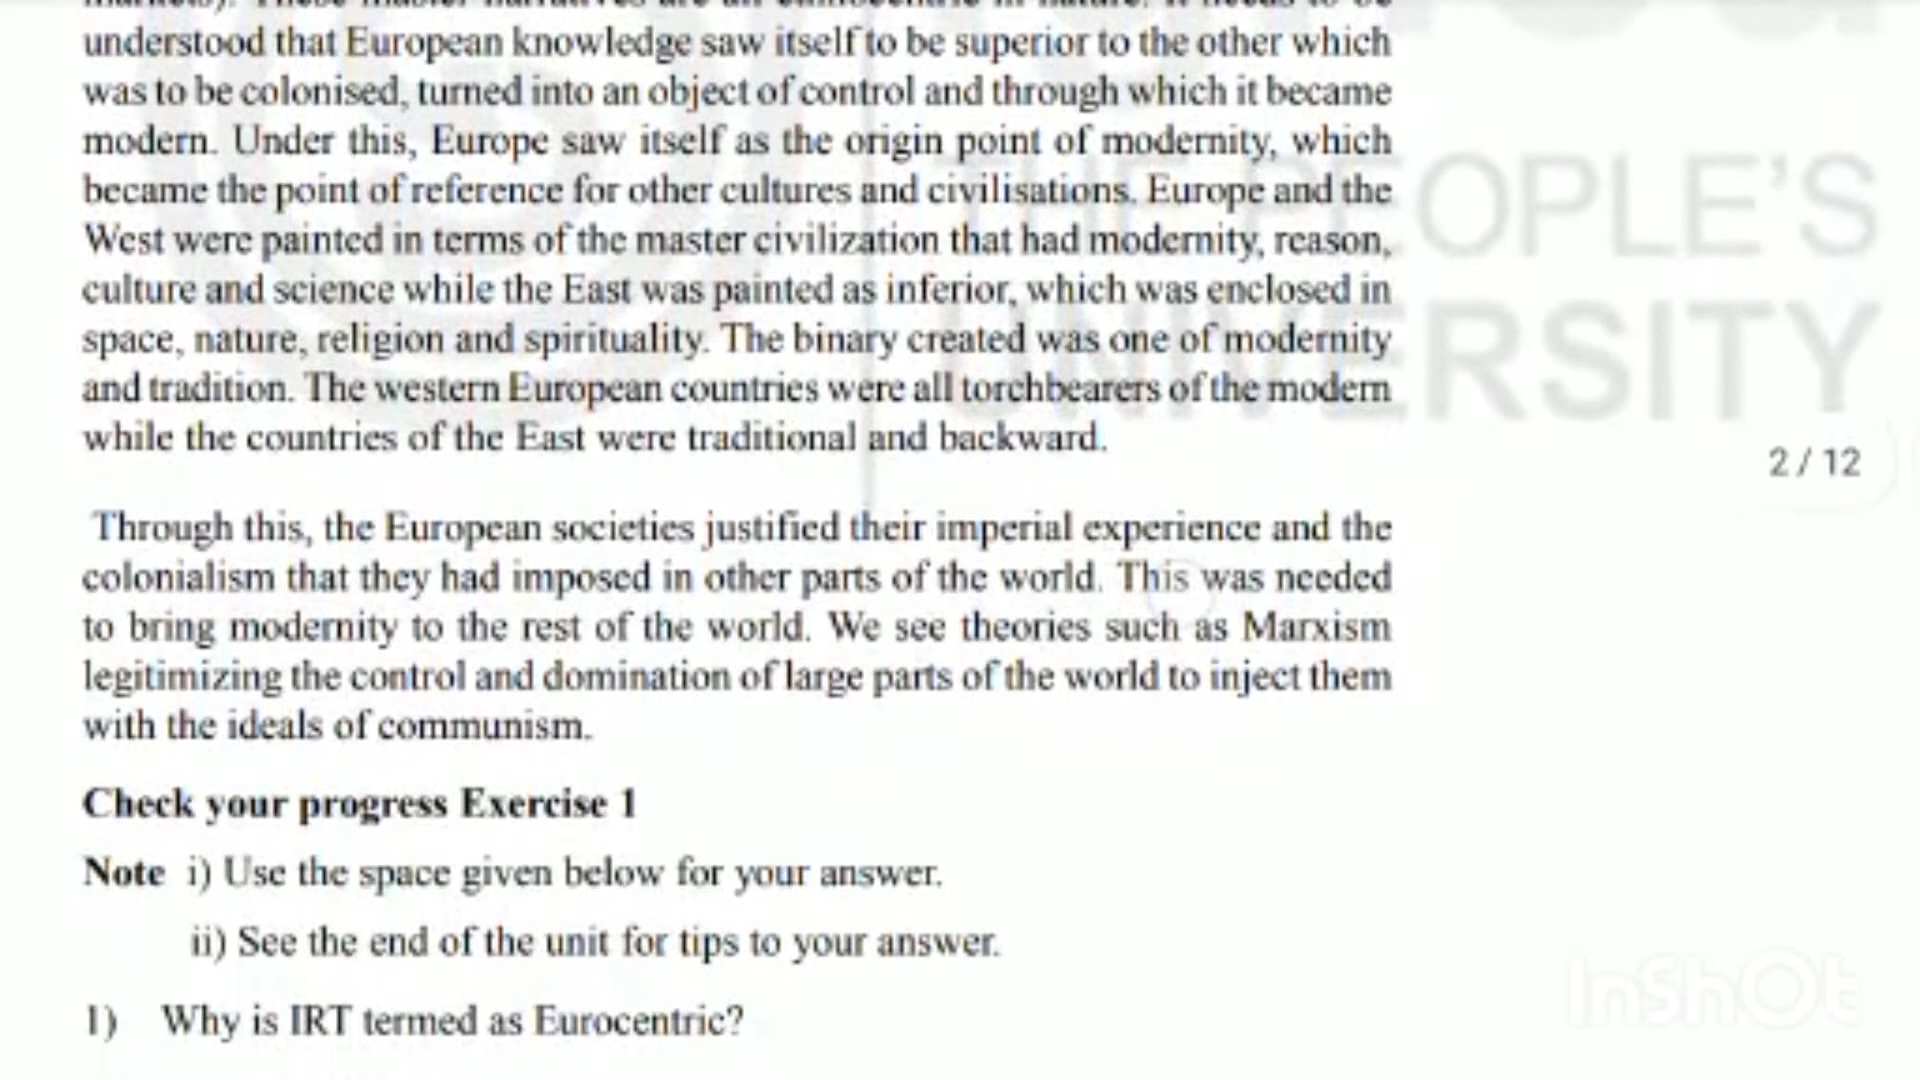 understood that European knowledge saw itself to be superior to the other which
was to be colonised, turned into an object of control and through which it became
modern. Under this, Europe saw itself as the origin point of modernity, which
became the point of reference for other cultures and civilisations. Europe and the
West were painted in terms of the master civilization that had modernity, reason,
culture and science while the East was painted as inferior, which was enclosed in
space, nature, religion and spirituality. The binary created was one of modernity
and tradition. The western European countries were all torchbearers of the modern
while the countries of the East were traditional and backward.
Through this, the European societies justified their imperial experience and the
colonialism that they had imposed in other parts of the world. This was needed
to bring modernity to the rest of the world. We see theories such as Marxism
legitimizing the control and domination of large parts of the world to inject them
with the ideals of communism.
Check your progress Exercise 1
Note i) Use the space given below for your answer.
ii) See the end of the unit for tips to your answer.
1) Why is IRT termed as Eurocentric?
THE PEOPLE'S
UNIVERSITY
2 / 12
InShOt